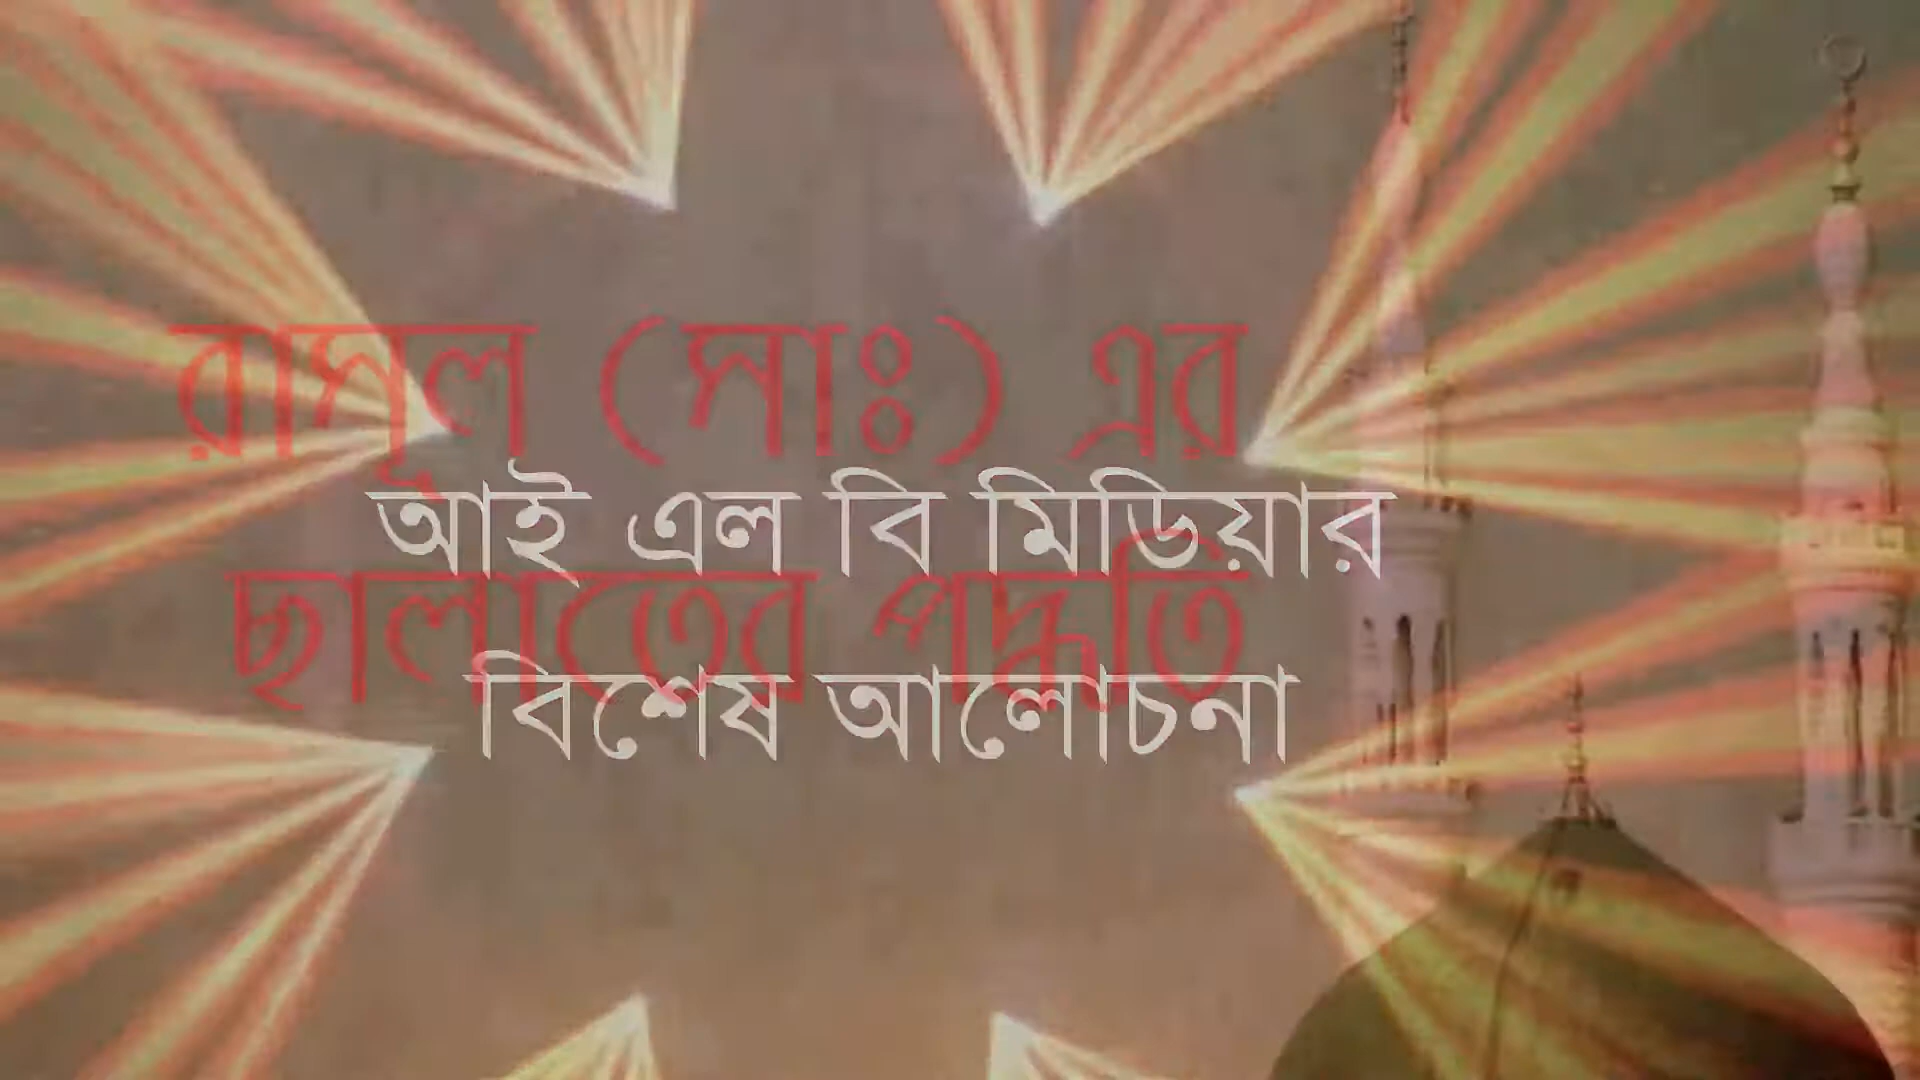 রাসূল (সাঃ) এর
আই এল বি মিডিয়ার
ছালাতের পদ্ধতি
বিশেষ আলোচনা